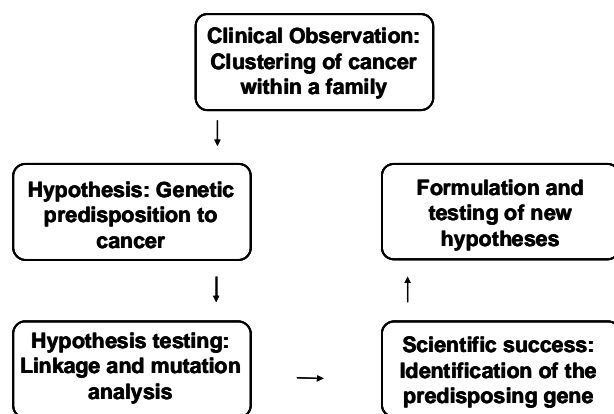 Clinical Observation:
Clustering of cancer
within a family
Hypothesis: Genetic
predisposition to
cancer
Hypothesis testing:
Linkage and mutation
analysis
Scientific success:
Identification of the
predisposing gene
Formulation and
testing of new
hypotheses